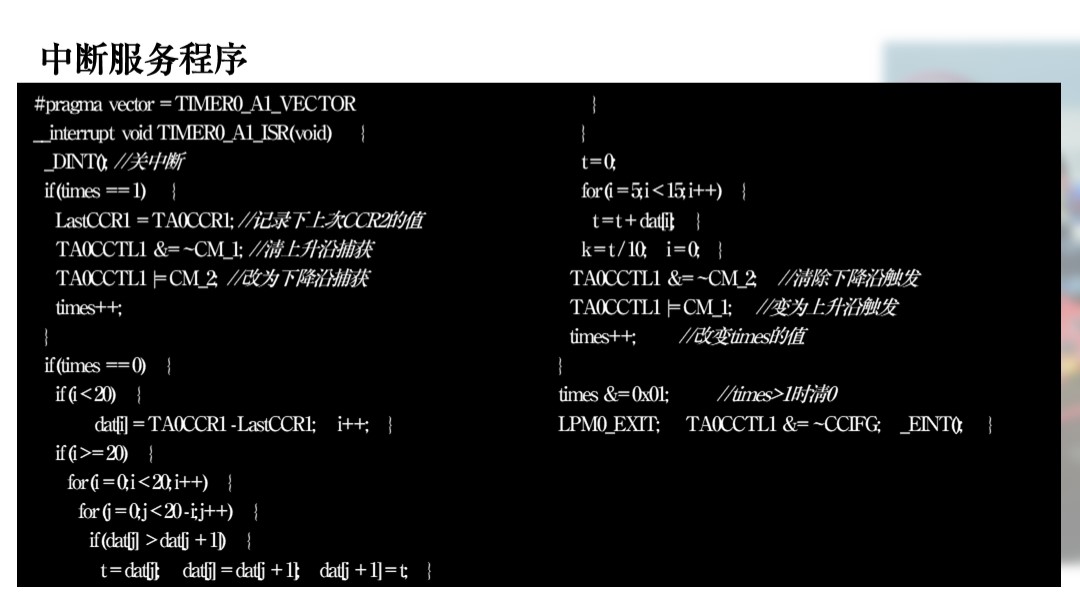 中断服务程序
#pragma vector = TIMER0_A1_VECTOR
__interrupt void TIMER0_A1_ISR(void) {
_DINT(); //关中断
if(times == 1) {
LastCCR1 = TA0CCR1; //记录下上次CCR2的值
TA0CCTL1 &= ~CM_1; //清上升沿捕获
TA0CCTL1 |= CM_2; //改为下降沿捕获
times++;
}
if(times == 0) {
if(i < 20) {
dat[i] = TA0CCR1 - LastCCR1; i++; }
if(i >= 20) {
for(i = 0; i < 20; i++) {
for(j = 0; j < 20 - i; j++) {
if(dat[j] > dat[j + 1]) {
t = dat[j]; dat[j] = dat[j + 1]; dat[j + 1] = t; }
}
}
t = 0;
for(i = 5; i < 15; i++) {
t = t + dat[i]; }
k = t / 10; i = 0; }
TA0CCTL1 &= ~CM_2; //清除下降沿触发
TA0CCTL1 |= CM_1; //变为上升沿触发
times++; //改变times的值
}
times &= 0x01; //times>1时清0
LPM0_EXIT; TA0CCTL1 &= ~CCIFG; _EINT(); }